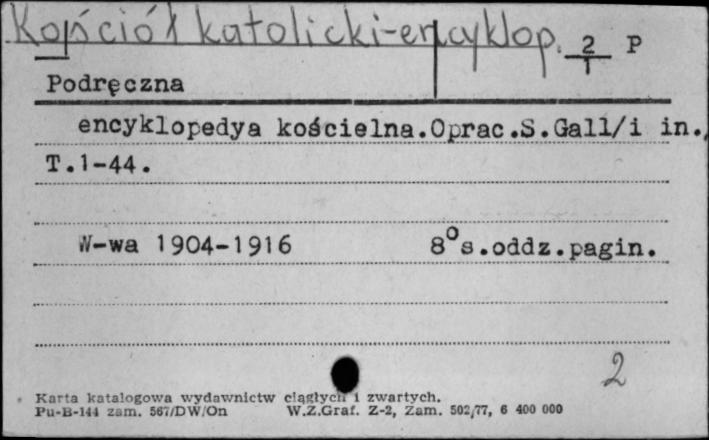 Kościół katolicki-encyklop. 2/1 P
Podręczna
encyklopedya kościelna.Oprac.S.Gall/i in.,
T.1-44.
W-wa 1904-1916 8⁰s.oddz.pagin.
2
Karta katalogowa wydawnictw ciągłych i zwartych.
Pu-B-144 zam. 567/DW/On W.Z.Graf. Z-2, Zam. 502/77, 6 400 000